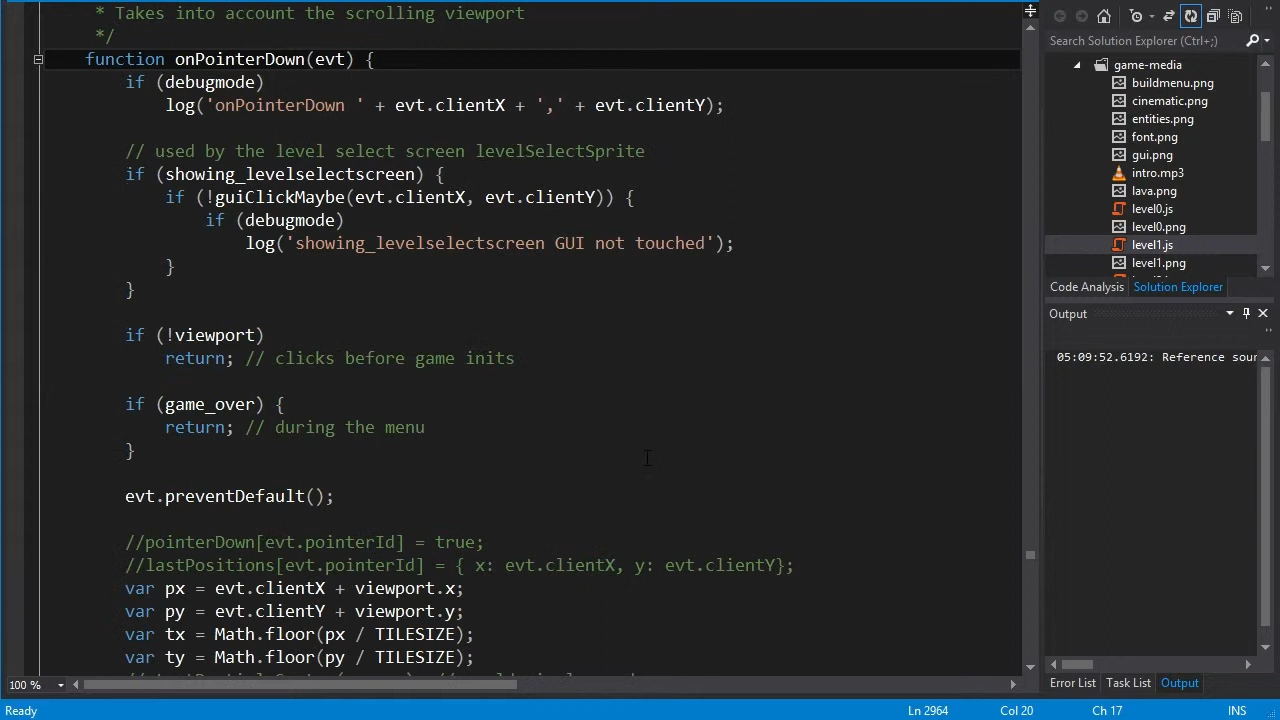 * Takes into account the scrolling viewport
*/
function onPointerDown(evt) {
if (debugmode)
log('onPointerDown ' + evt.clientX + ',' + evt.clientY);
// used by the level select screen levelSelectSprite
if (showing_levelselectscreen) {
if (!guiClickMaybe(evt.clientX, evt.clientY)) {
if (debugmode)
log('showing_levelselectscreen GUI not touched');
}
}
if (!viewport)
return; // clicks before game inits
if (game_over) {
return; // during the menu
}
evt.preventDefault();
//pointerDown[evt.pointerId] = true;
//lastPositions[evt.pointerId] = { x: evt.clientX, y: evt.clientY};
var px = evt.clientX + viewport.x;
var py = evt.clientY + viewport.y;
var tx = Math.floor(px / TILESIZE);
var ty = Math.floor(py / TILESIZE);
100 %
Search Solution Explorer (Ctrl+;)
game-media
buildmenu.png
cinematic.png
entities.png
font.png
gui.png
intro.mp3
lava.png
level0.js
level0.png
level1.js
level1.png
Code Analysis Solution Explorer
Output
05:09:52.6192: Reference sour
Error List Task List Output
Ready Ln 2964 Col 20 Ch 17 INS